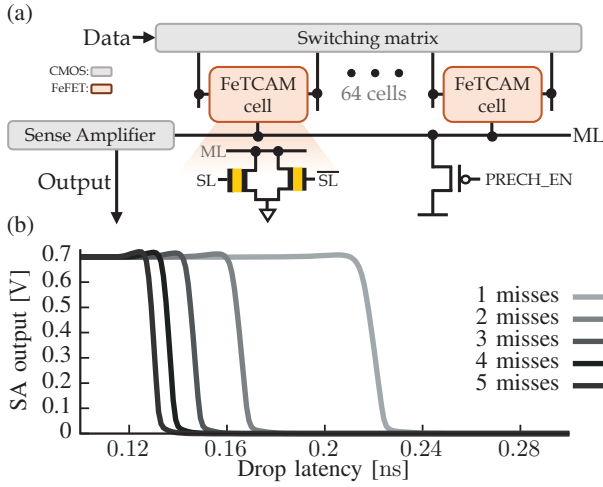 (a)
Data
Switching matrix
CMOS:
FeFET:
FeTCAM
cell
64 cells
FeTCAM
cell
Sense Amplifier
ML
ML
Output
SL
SL
PRECH_EN
(b)
SA output [V]
0.7
0.6
0.5
0.4
0.3
0.2
0.1
0
1 misses
2 misses
3 misses
4 misses
5 misses
0.12
0.16
0.2
0.24
0.28
Drop latency [ns]